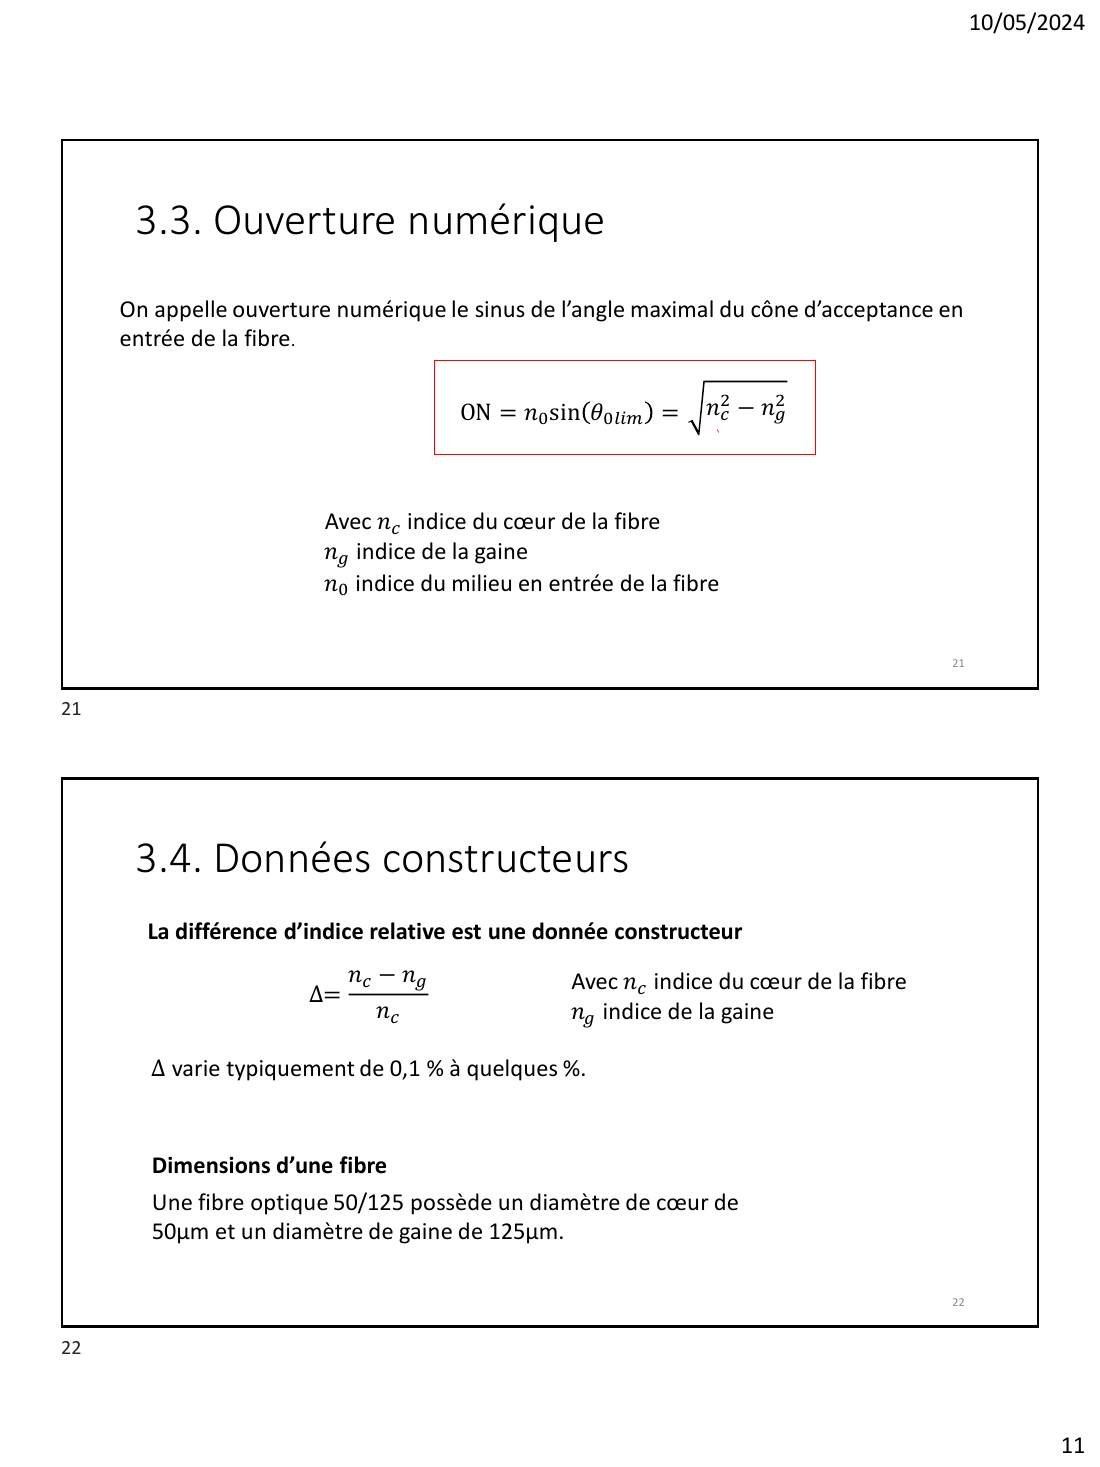 10/05/2024
3.3. Ouverture numérique
On appelle ouverture numérique le sinus de l’angle maximal du cône d’acceptance en
entrée de la fibre.
ON = n₀sin(θ₀ₗᵢₘ) = √(n_c² − n_g²)
Avec n_c indice du cœur de la fibre
n_g indice de la gaine
n₀ indice du milieu en entrée de la fibre
21
21
3.4. Données constructeurs
La différence d’indice relative est une donnée constructeur
Δ= (n_c − n_g)/n_c
Avec n_c indice du cœur de la fibre
n_g indice de la gaine
Δ varie typiquement de 0,1 % à quelques %.
Dimensions d’une fibre
Une fibre optique 50/125 possède un diamètre de cœur de
50µm et un diamètre de gaine de 125µm.
22
22
11